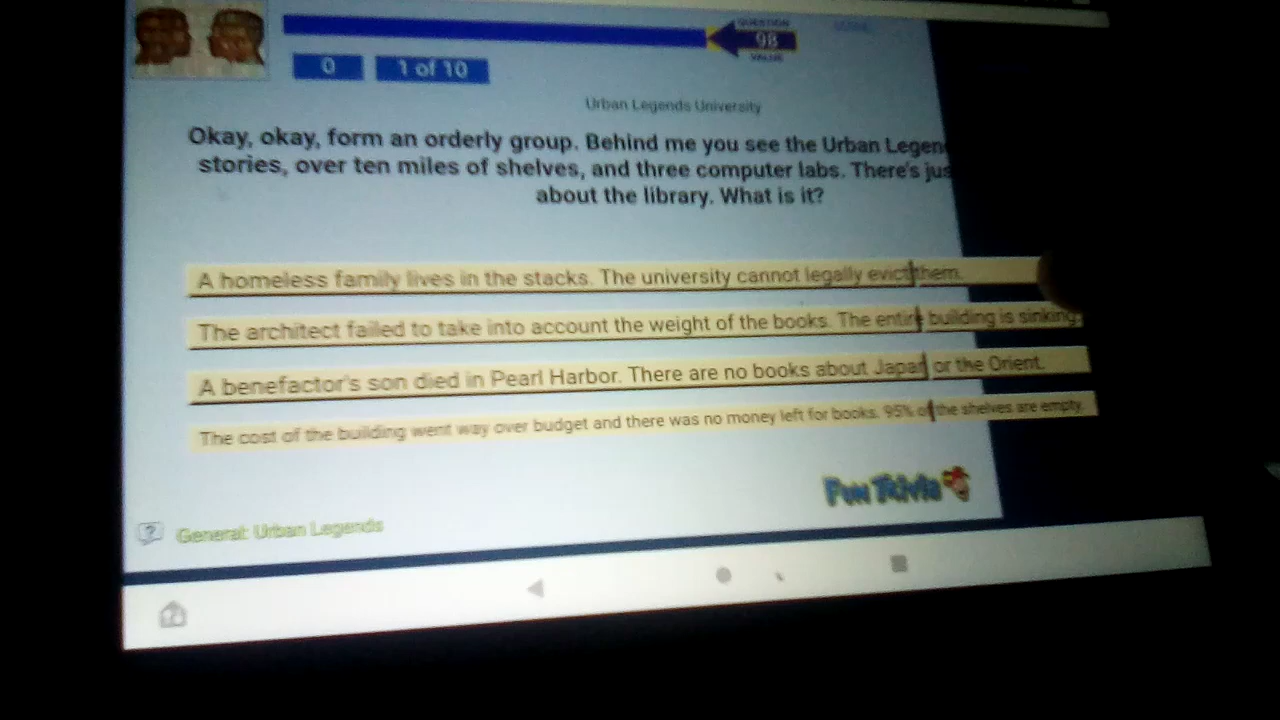 QUESTION
98
VALUE
0
1 of 10
Urban Legends University
Okay, okay, form an orderly group. Behind me you see the Urban Legen
stories, over ten miles of shelves, and three computer labs. There's jus
about the library. What is it?
A homeless family lives in the stacks. The university cannot legally evict them.
The architect failed to take into account the weight of the books. The entire building is sinking.
A benefactor's son died in Pearl Harbor. There are no books about Japan or the Orient.
The cost of the building went way over budget and there was no money left for books. 95% of the shelves are empty.
Fun Trivia
General: Urban Legends